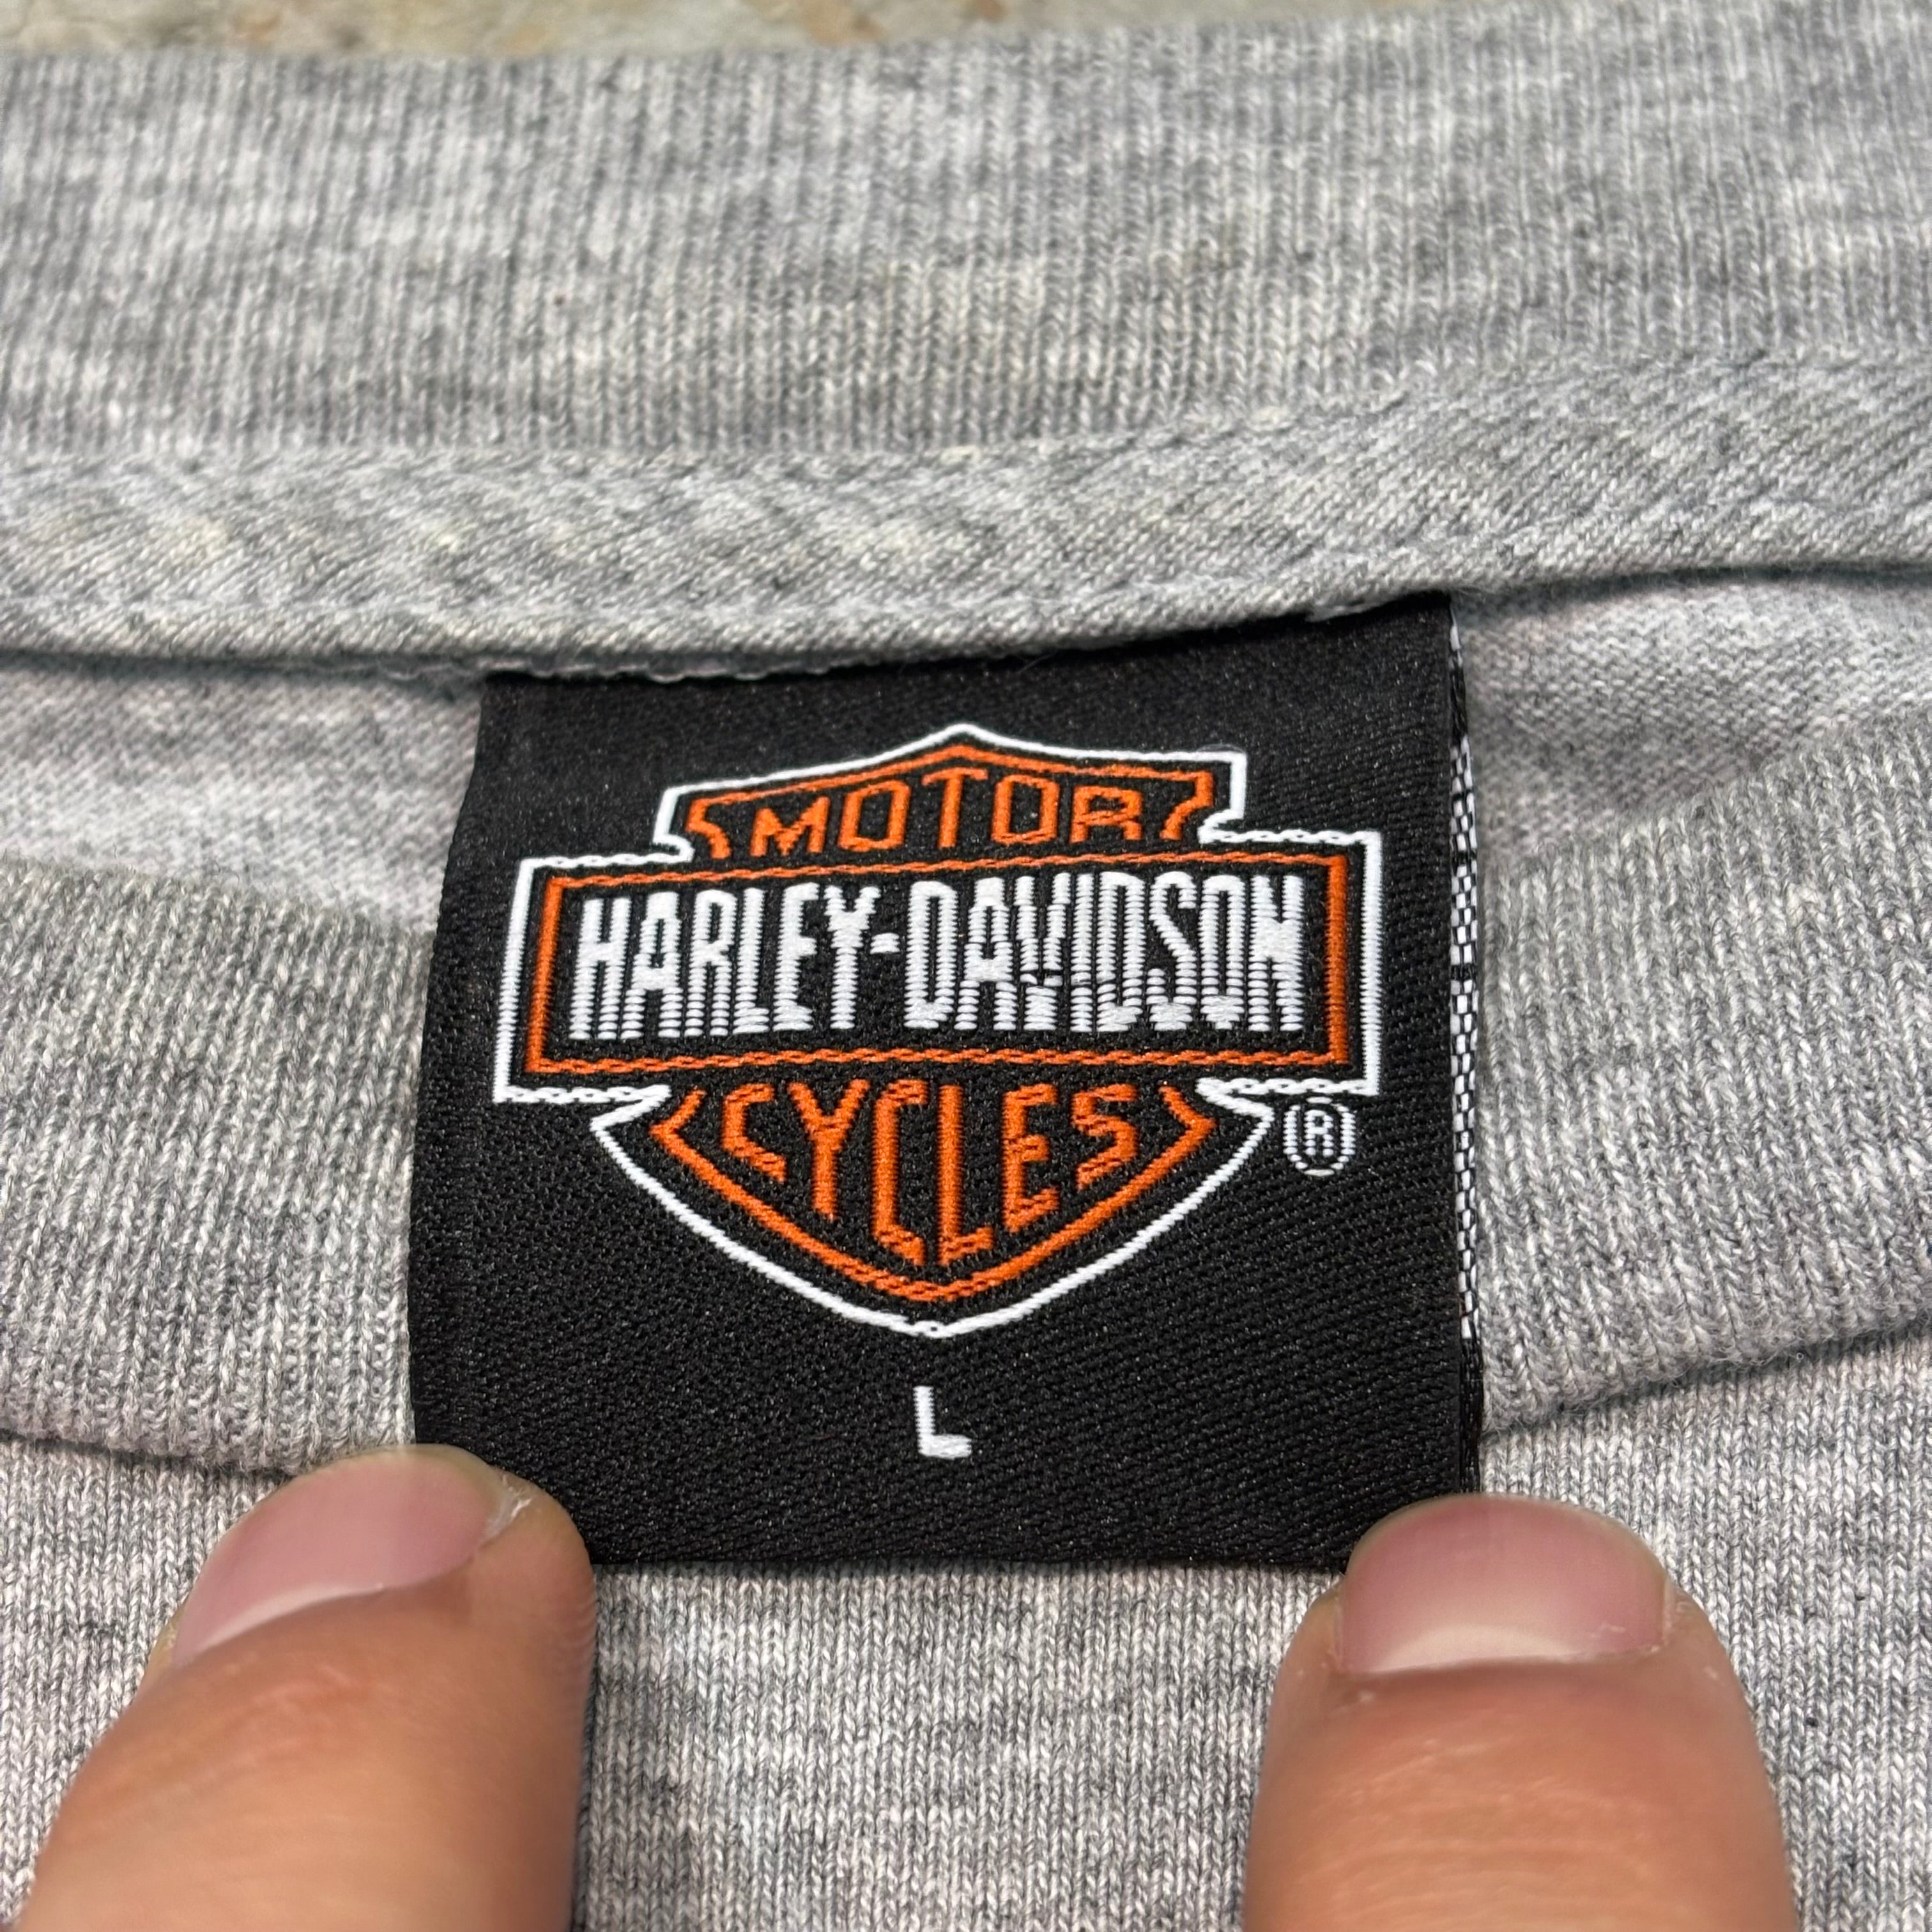 MOTOR
HARLEY-DAVIDSON
CYCLES
®
L